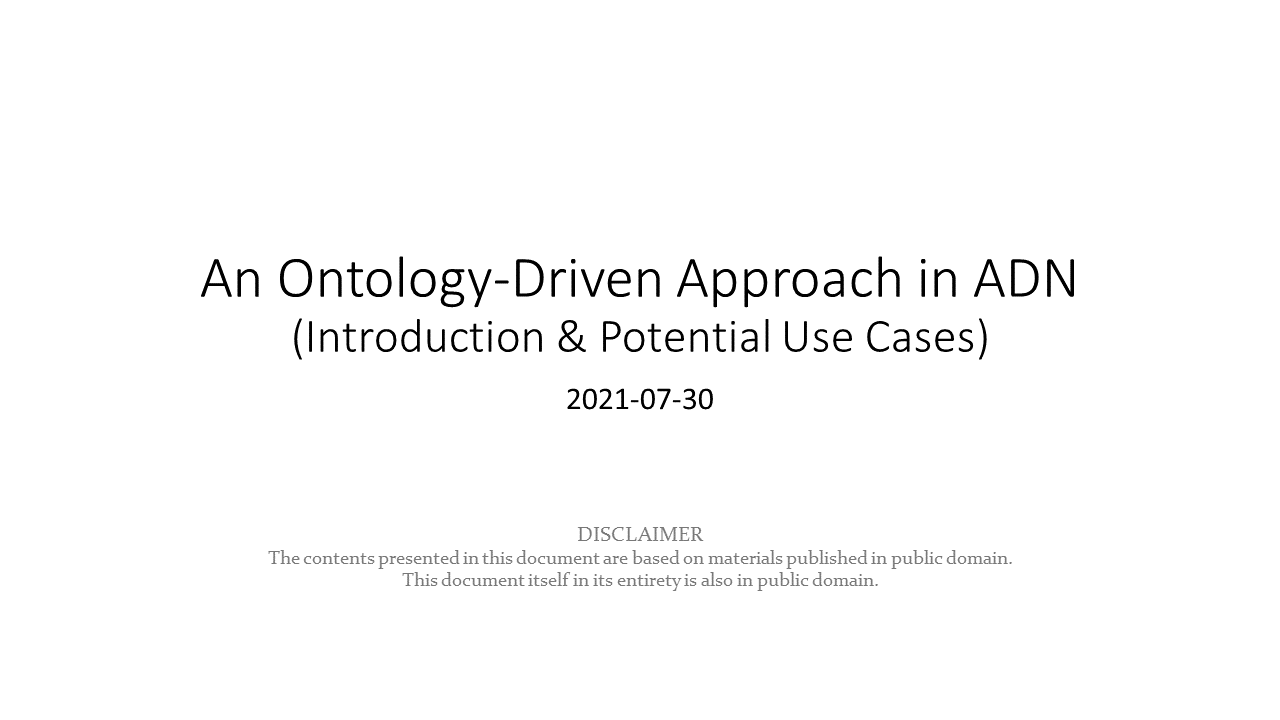 An Ontology-Driven Approach in ADN
(Introduction & Potential Use Cases)
2021-07-30
DISCLAIMER
The contents presented in this document are based on materials published in public domain.
This document itself in its entirety is also in public domain.